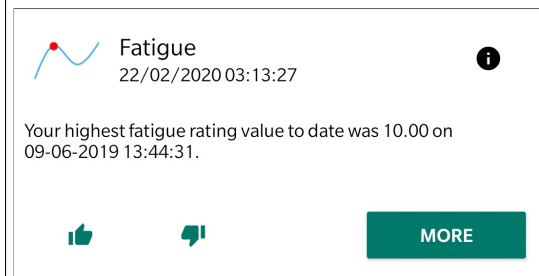 Fatigue
22/02/2020 03:13:27
Your highest fatigue rating value to date was 10.00 on
09-06-2019 13:44:31.
MORE